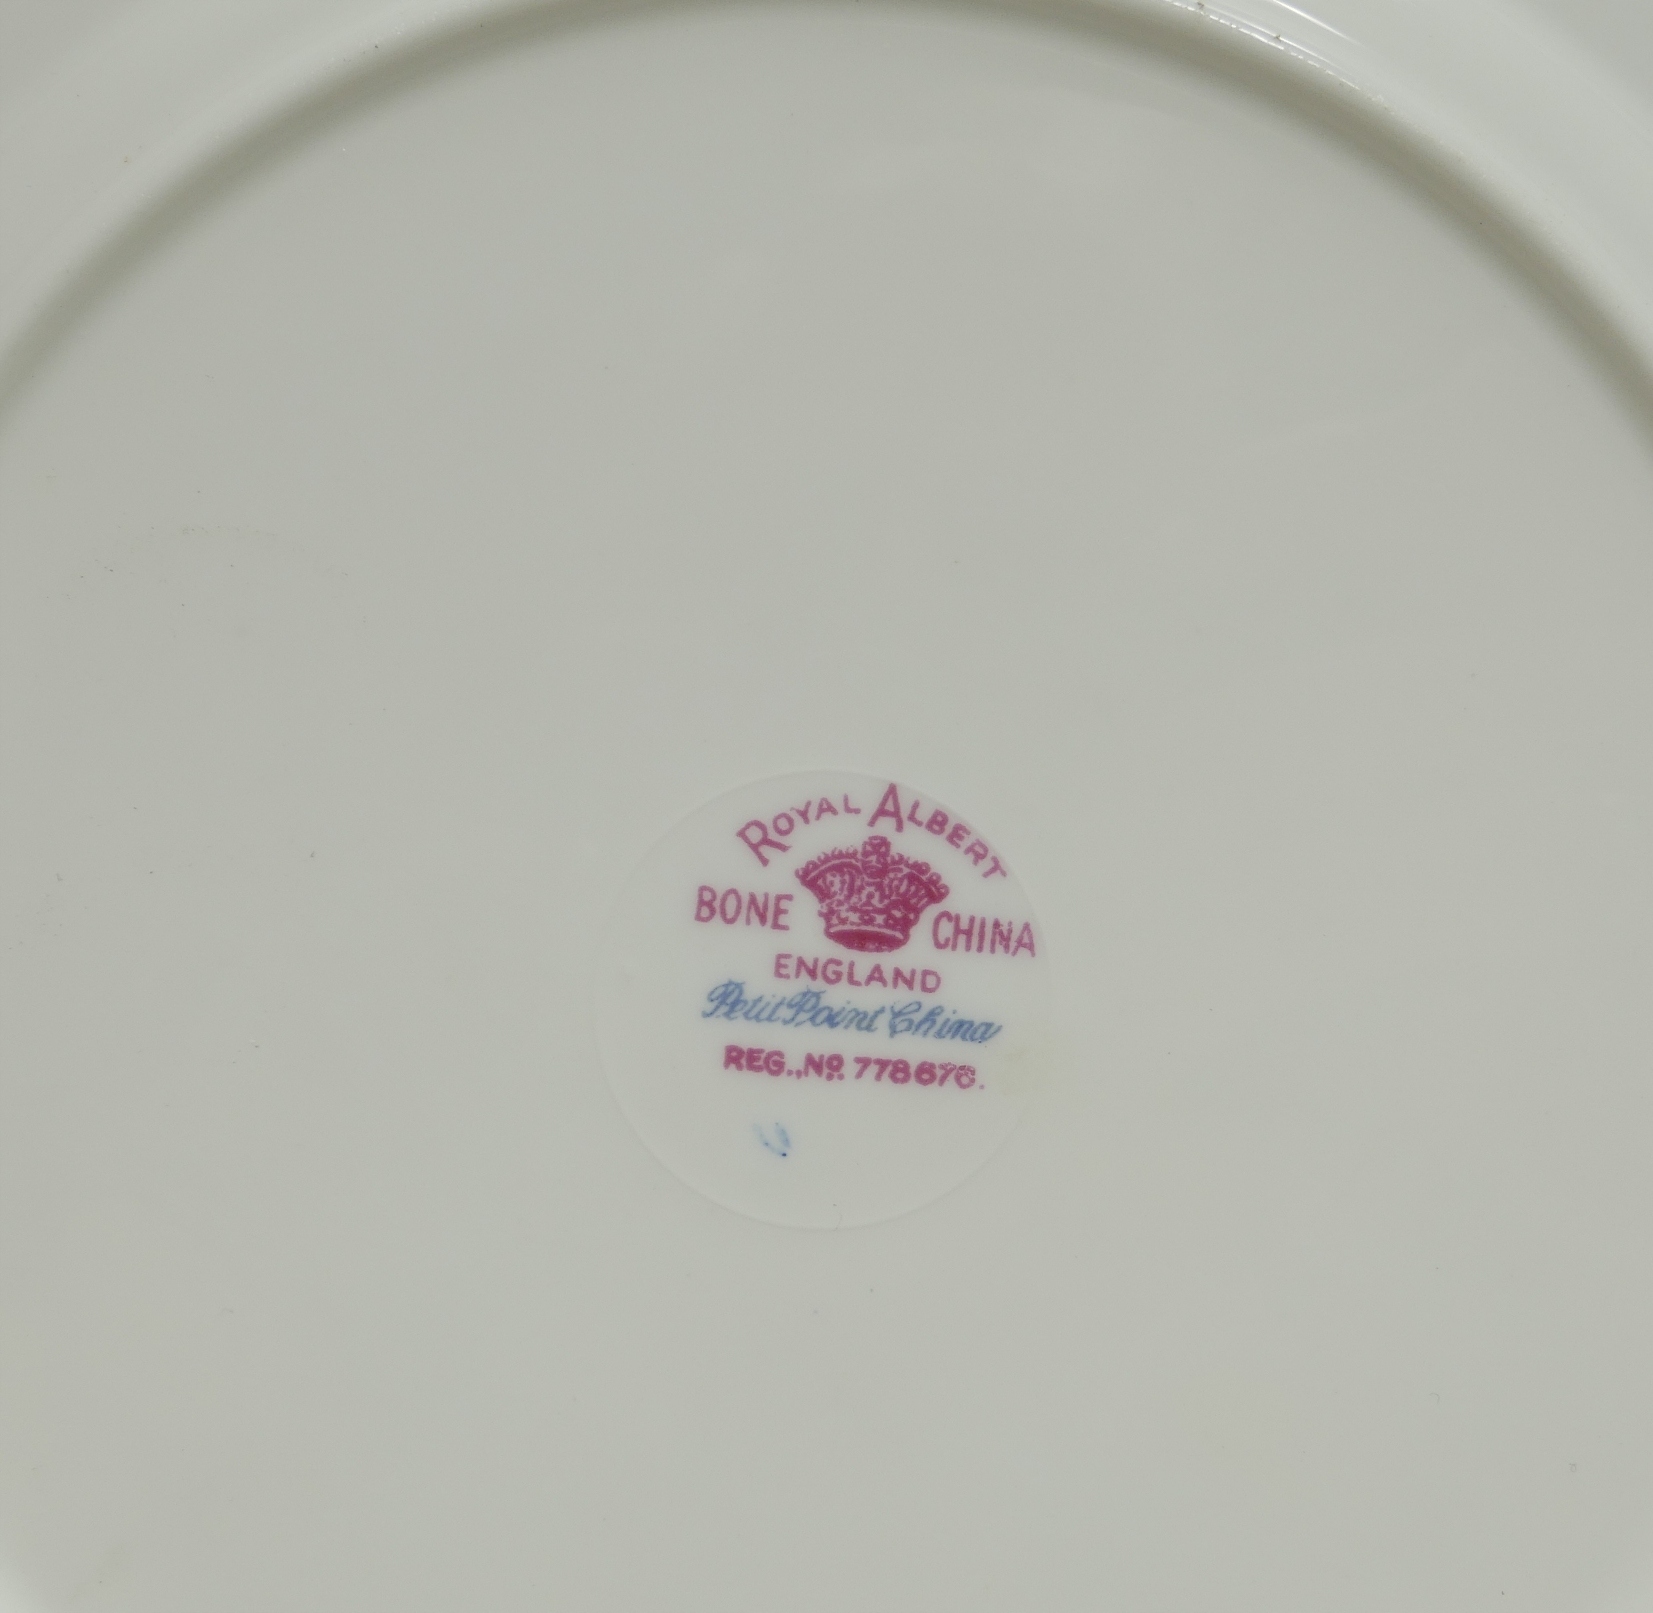 ROYAL ALBERT
BONE CHINA
ENGLAND
Petit Point China
REG., No. 778676.